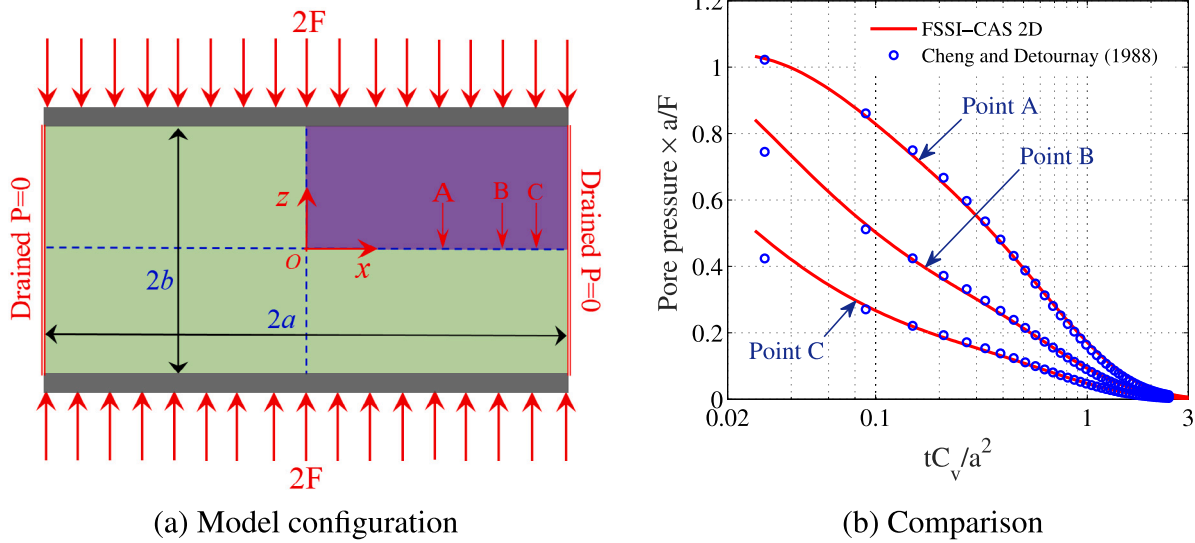 2F
Drained P=0
z
A
B
C
O
x
2b
2a
Drained P=0
2F
(a) Model configuration
Pore pressure × a/F
1.2
1
0.8
0.6
0.4
0.2
0
FSSI–CAS 2D
Cheng and Detournay (1988)
Point A
Point B
Point C
0.02
0.1
1
3
tCᵥ/a²
(b) Comparison